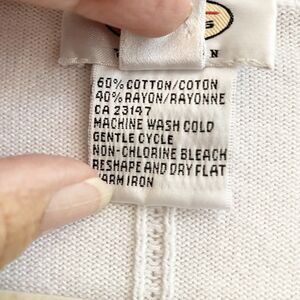 60% COTTON/COTON
40% RAYON/RAYONNE
CA 23147
MACHINE WASH COLD
GENTLE CYCLE
NON-CHLORINE BLEACH
RESHAPE AND DRY FLAT
WARM IRON